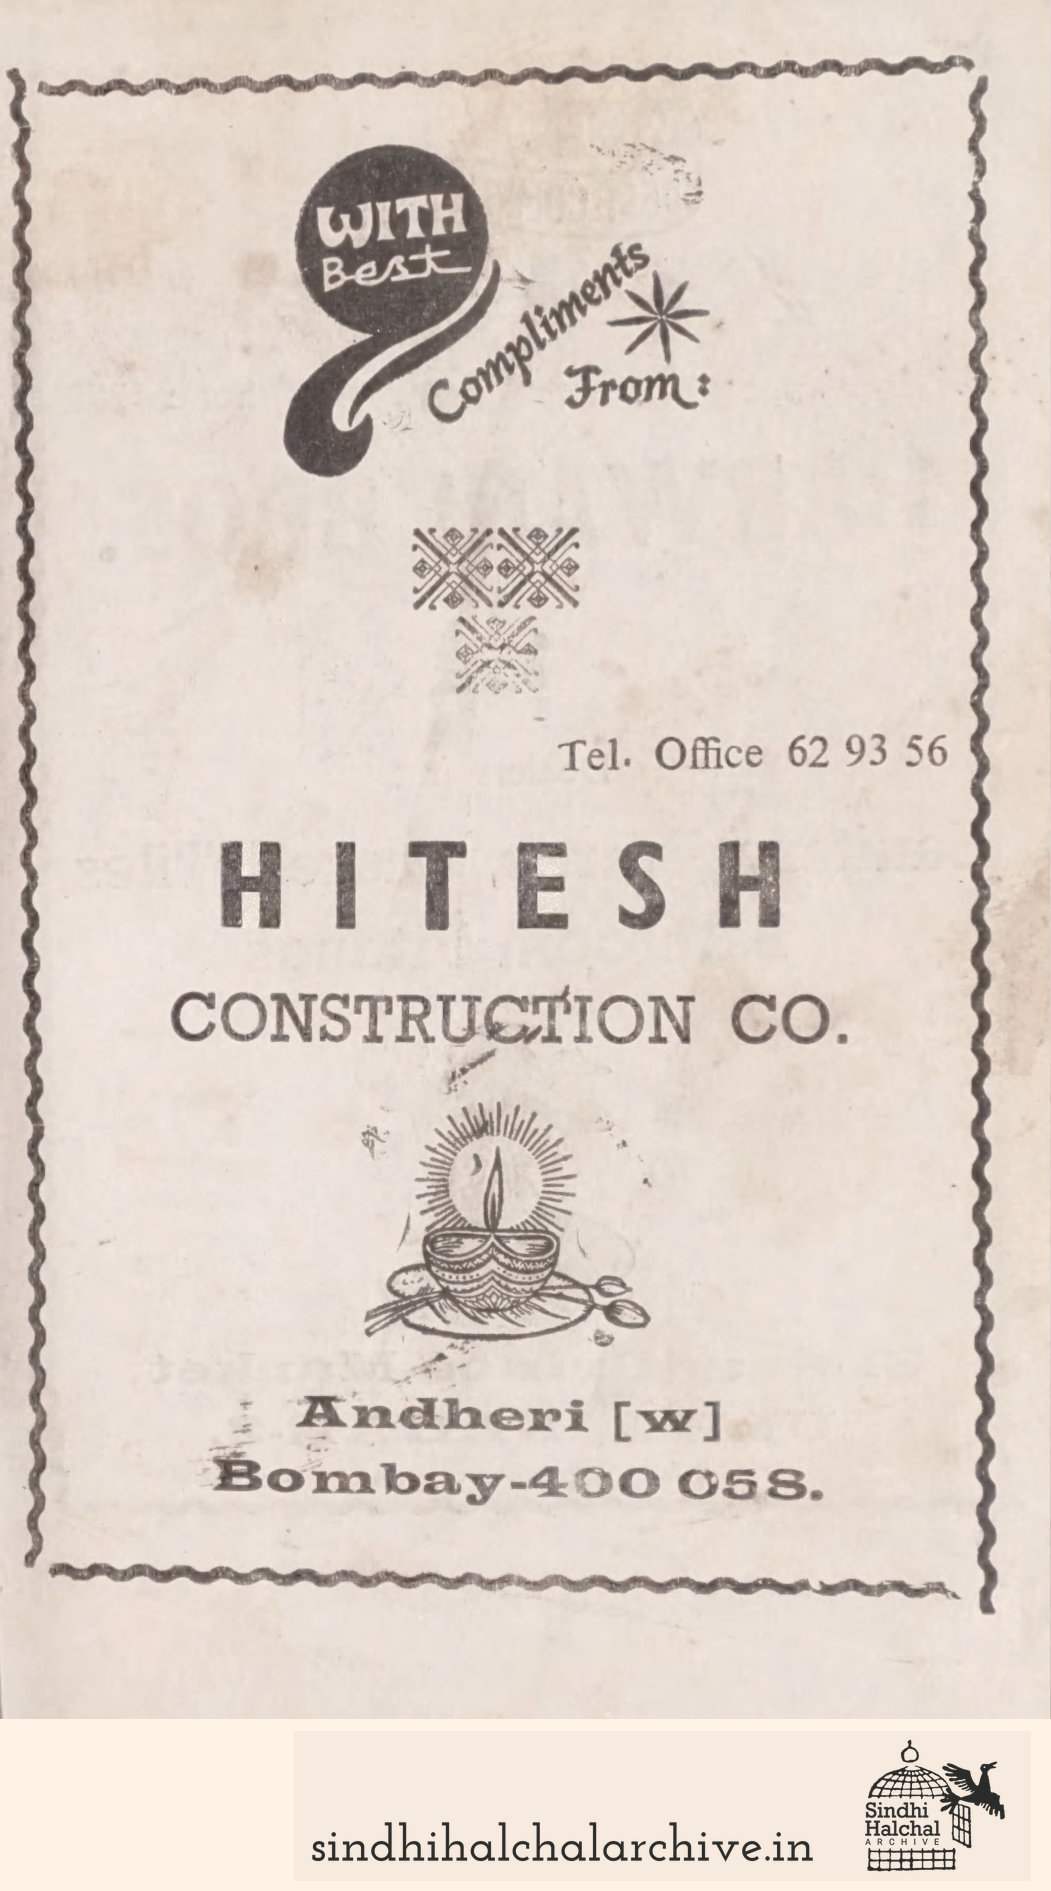 WITH
Best
Compliments
From :
Tel. Office 62 93 56
HITESH
CONSTRUCTION CO.
Andheri [w]
Bombay-400 058.
sindhihalchalarchive.in
Sindhi
Halchal
ARCHIVE